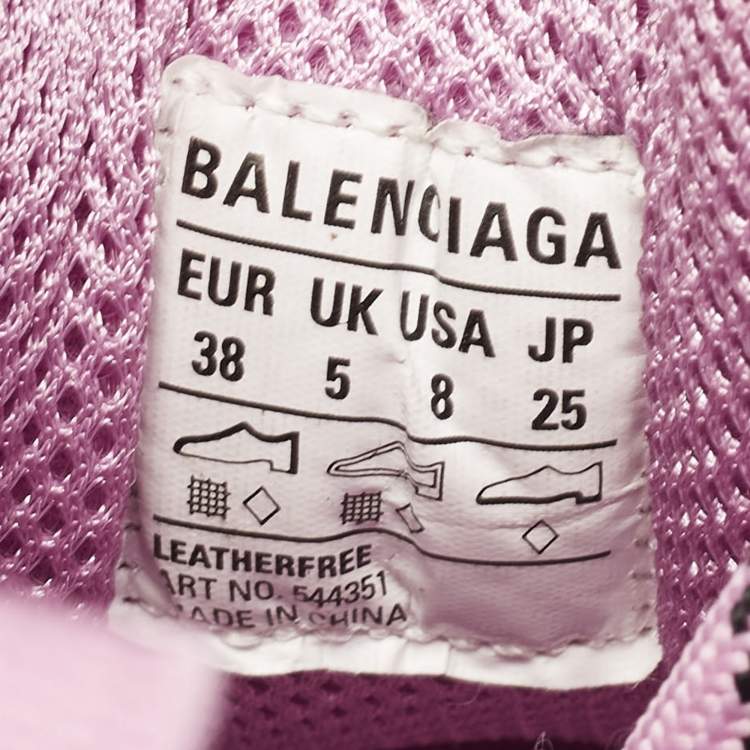 BALENCIAGA
EUR UK USA JP
38 5 8 25
LEATHERFREE
ART NO. 544351
MADE IN CHINA